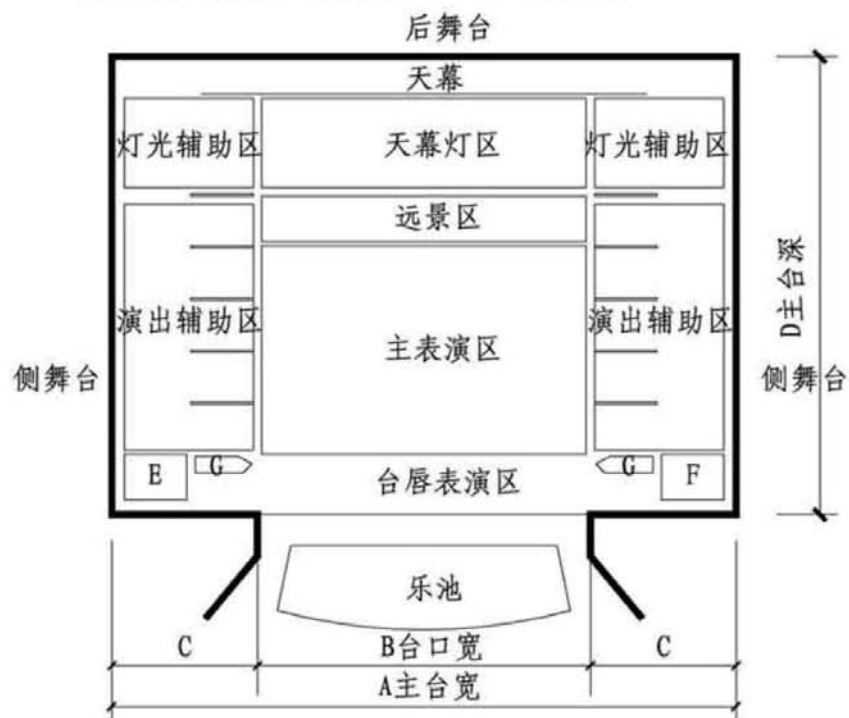 后舞台
天幕
灯光辅助区
天幕灯区
灯光辅助区
远景区
演出辅助区
主表演区
演出辅助区
D主台深
侧舞台
侧舞台
E
G
台唇表演区
G
F
乐池
C
B台口宽
C
A主台宽